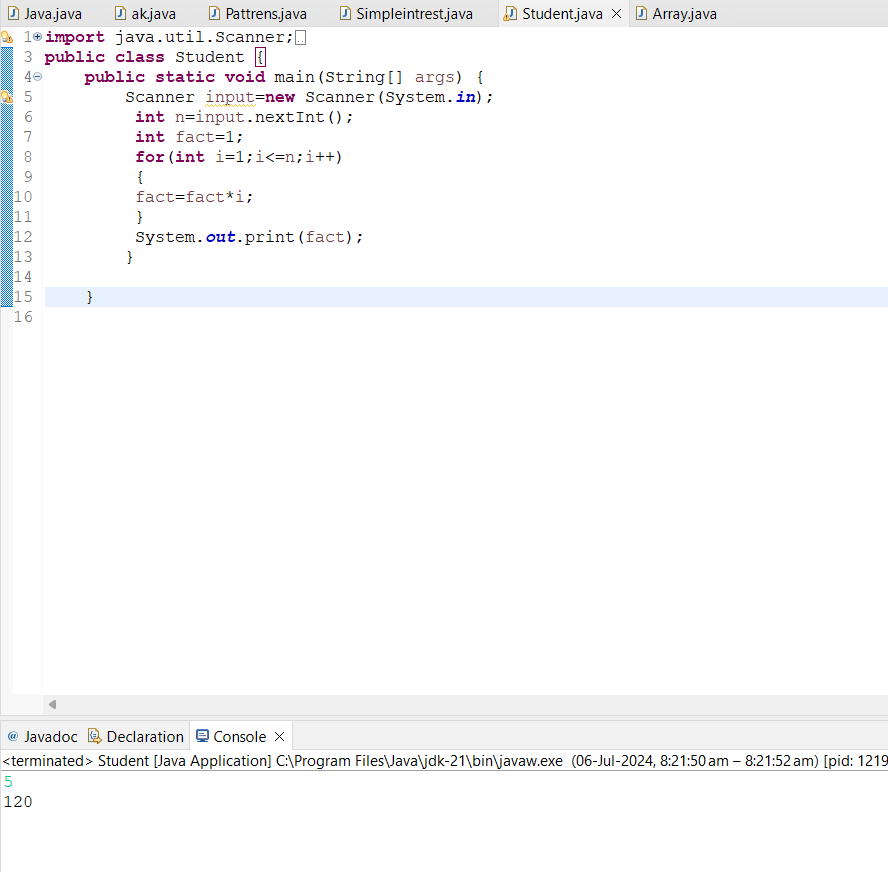 Java.java ak.java Pattrens.java Simpleintrest.java Student.java Array.java
1 import java.util.Scanner;
3 public class Student {
4 public static void main(String[] args) {
5 Scanner input=new Scanner(System.in);
6 int n=input.nextInt();
7 int fact=1;
8 for(int i=1;i<=n;i++)
9 {
10 fact=fact*i;
11 }
12 System.out.print(fact);
13 }
14
15 }
16
@ Javadoc Declaration Console
<terminated> Student [Java Application] C:\Program Files\Java\jdk-21\bin\javaw.exe (06-Jul-2024, 8:21:50 am – 8:21:52 am) [pid: 1219
5
120